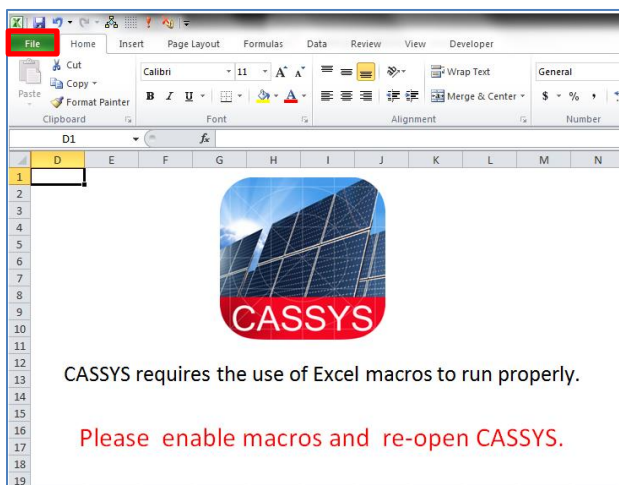 File Home Insert Page Layout Formulas Data Review View Developer
Cut
Calibri 11 A A Wrap Text General
Copy
Paste
Format Painter
B I U A Merge & Center $ % ,
Clipboard Font Alignment Number
D1 fx
D E F G H I J K L M N
1
2
3
4
5
6
7
8
9
CASSYS
10
11
12
CASSYS requires the use of Excel macros to run properly.
13
14
15
16
Please enable macros and re-open CASSYS.
17
18
19